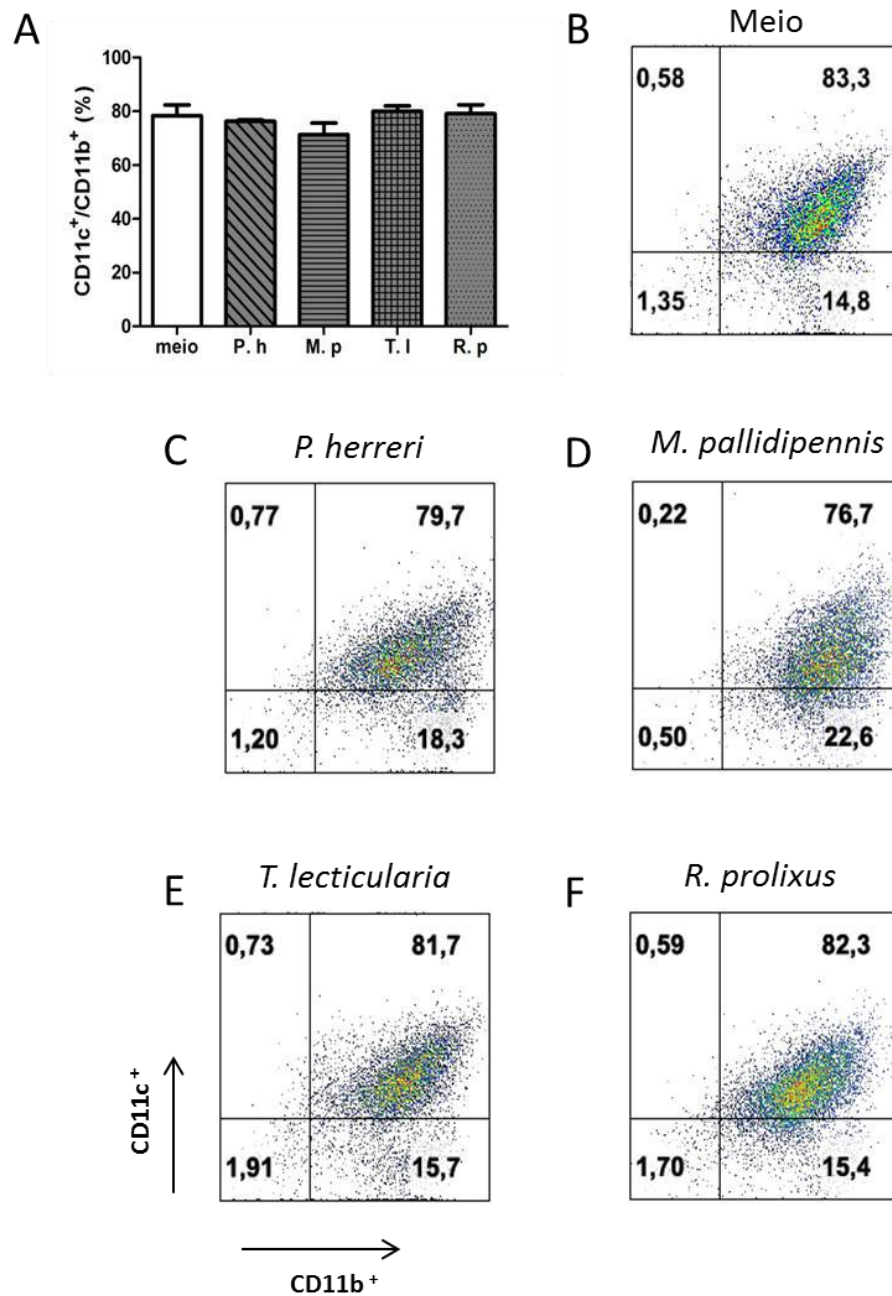 A
CD11c⁺/CD11b⁺ (%)
100
80
60
40
20
0
meio P. h M. p T. l R. p
B
Meio
0,58 83,3
1,35 14,8
C
P. herreri
0,77 79,7
1,20 18,3
D
M. pallidipennis
0,22 76,7
0,50 22,6
E
T. lecticularia
0,73 81,7
1,91 15,7
F
R. prolixus
0,59 82,3
1,70 15,4
CD11c⁺
CD11b⁺